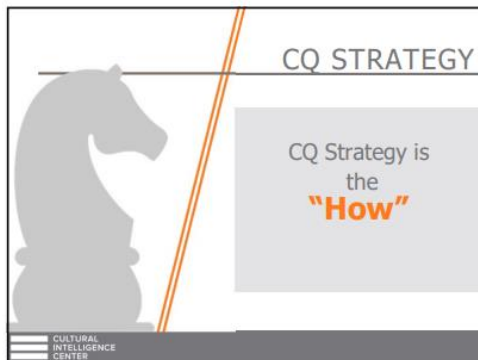 CQ STRATEGY
CQ Strategy is
the
“How”
CULTURAL
INTELLIGENCE
CENTER